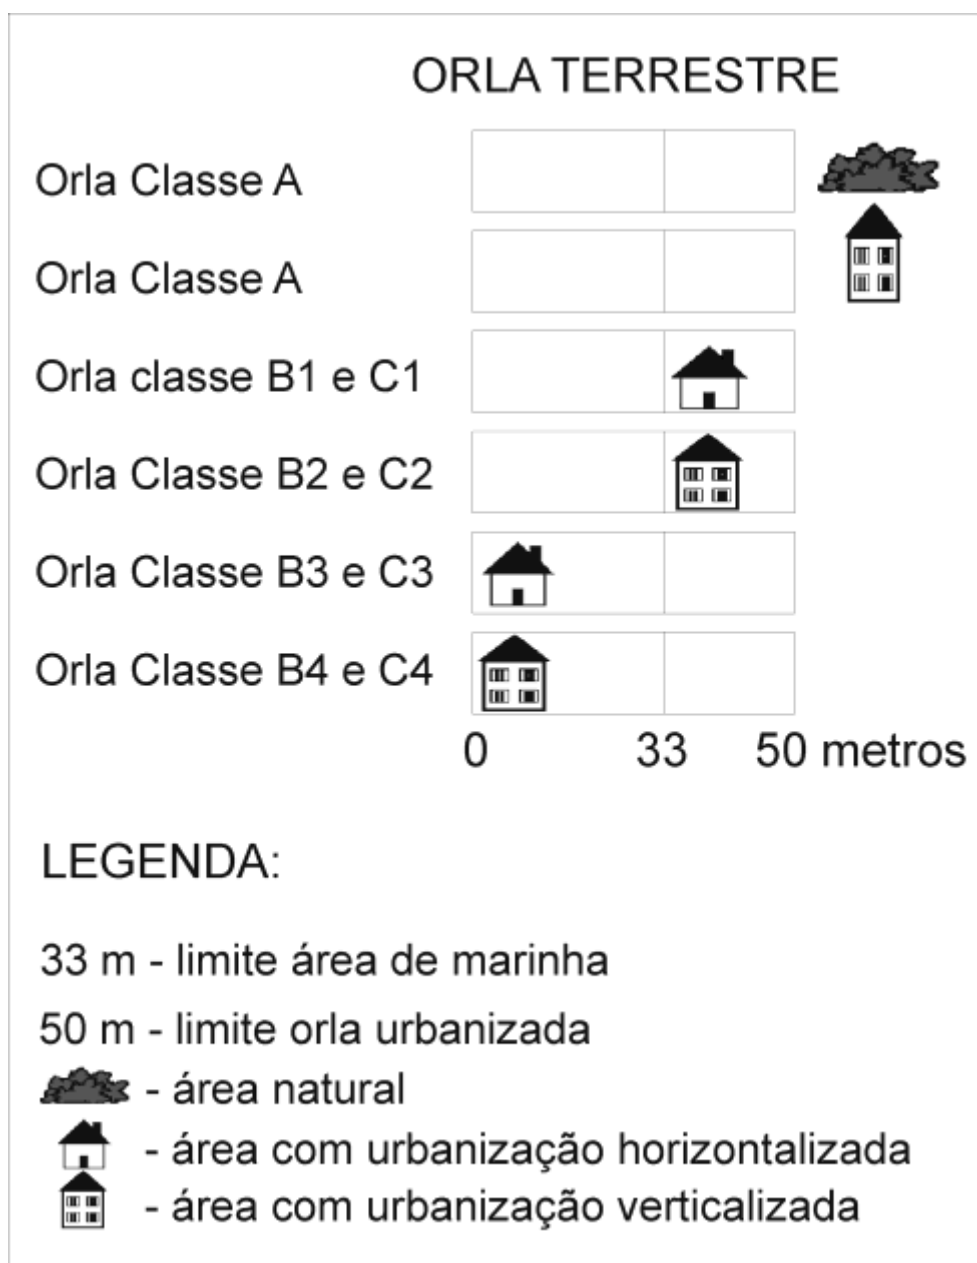 ORLA TERRESTRE
Orla Classe A
Orla Classe A
Orla classe B1 e C1
Orla Classe B2 e C2
Orla Classe B3 e C3
Orla Classe B4 e C4
0 33 50 metros
LEGENDA:
33 m - limite área de marinha
50 m - limite orla urbanizada
- área natural
- área com urbanização horizontalizada
- área com urbanização verticalizada